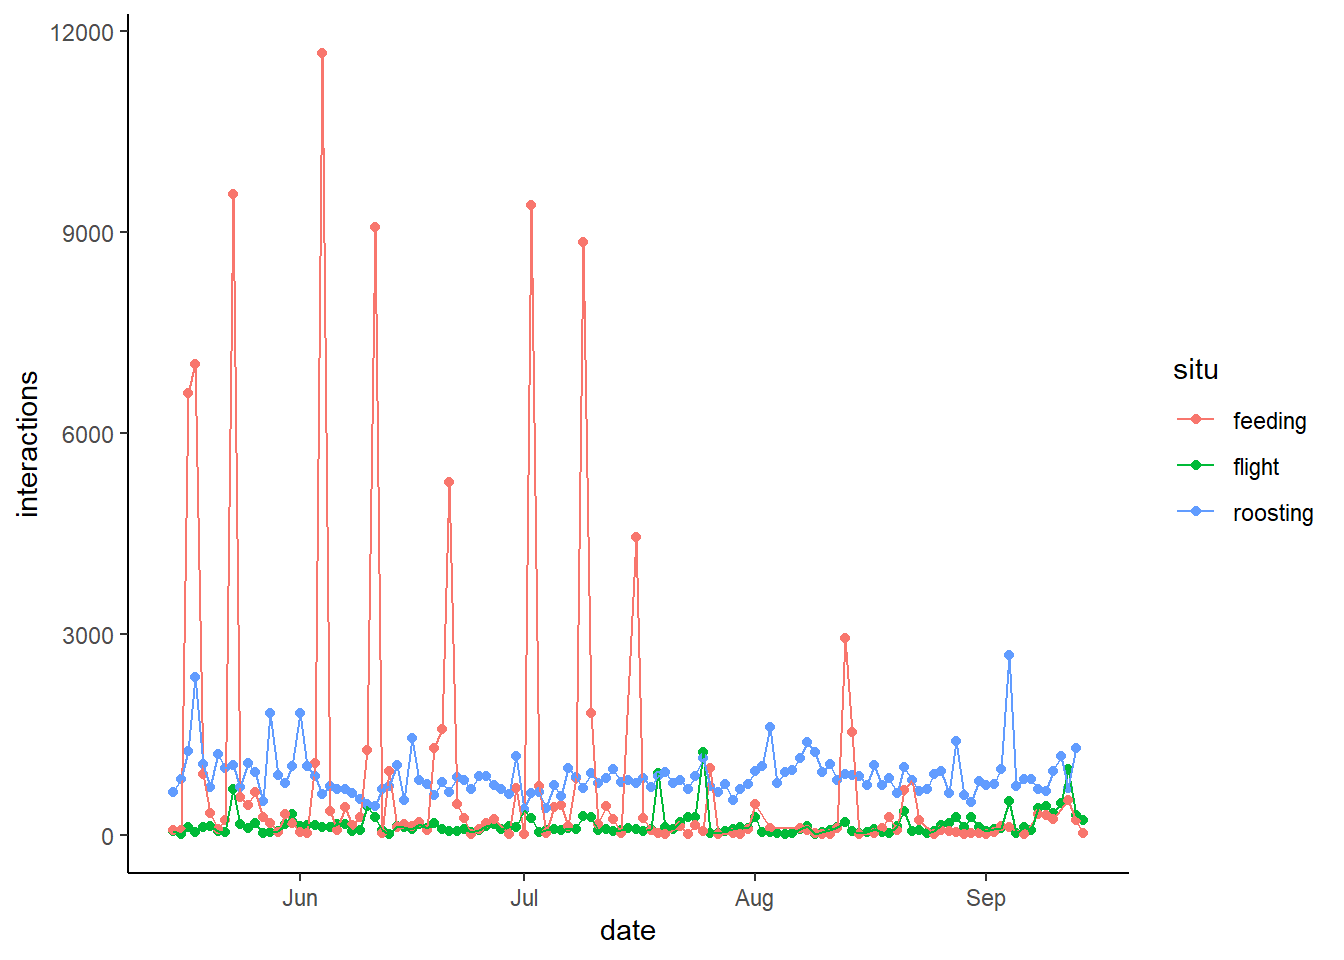 12000
9000
6000
3000
0
interactions
Jun
Jul
Aug
Sep
date
situ
feeding
flight
roosting